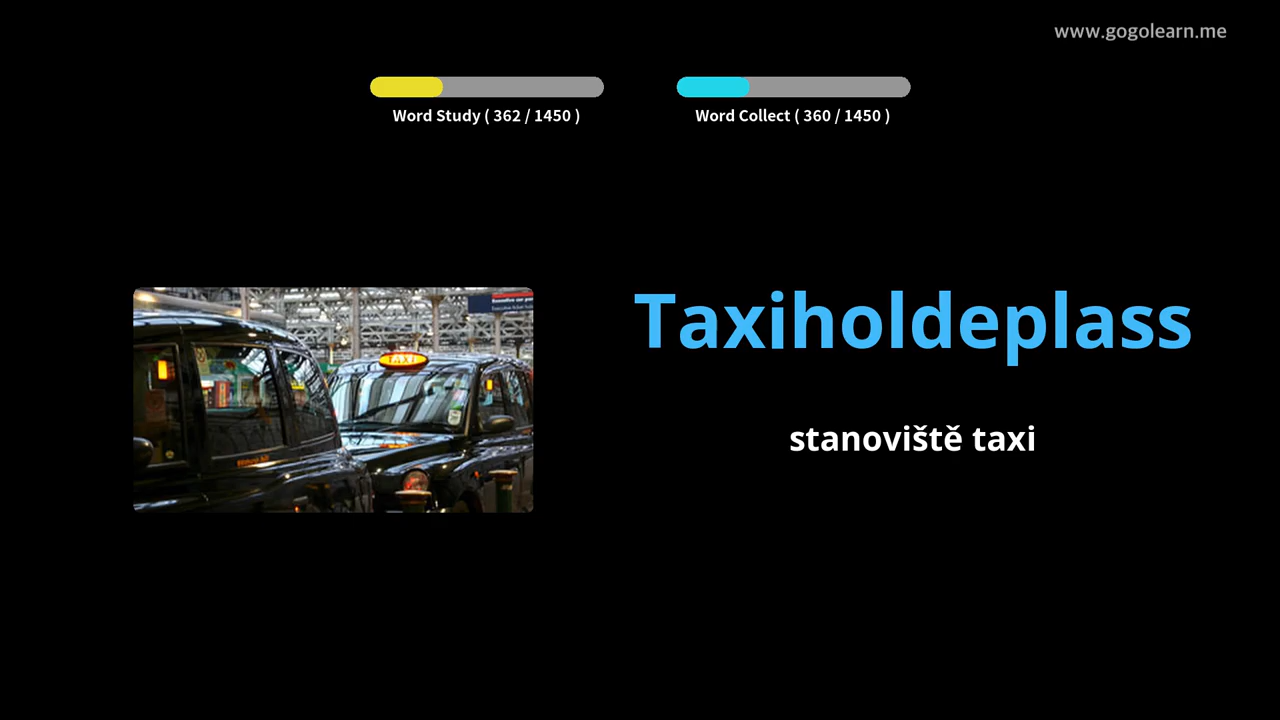 www.gogolearn.me
Word Study ( 362 / 1450 )
Word Collect ( 360 / 1450 )
TAXI
Taxiholdeplass
stanoviště taxi